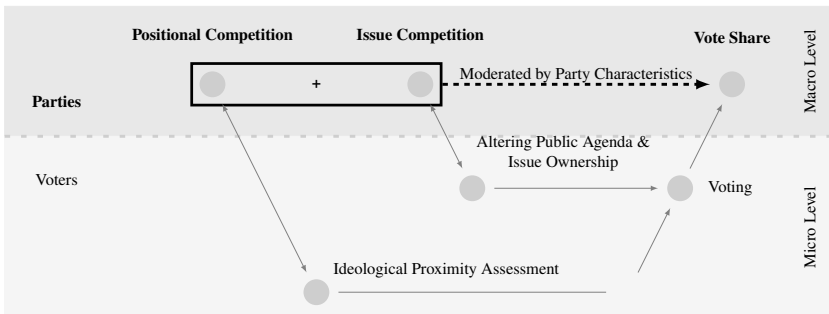 Positional Competition
Issue Competition
Vote Share
Macro Level
+
Moderated by Party Characteristics
Parties
Altering Public Agenda &
Issue Ownership
Voters
Voting
Micro Level
Ideological Proximity Assessment